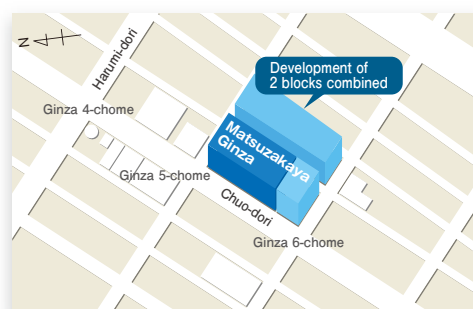 N
Harumi-dori
Development of
2 blocks combined
Ginza 4-chome
Matsuzakaya
Ginza
Ginza 5-chome
Chuo-dori
Ginza 6-chome